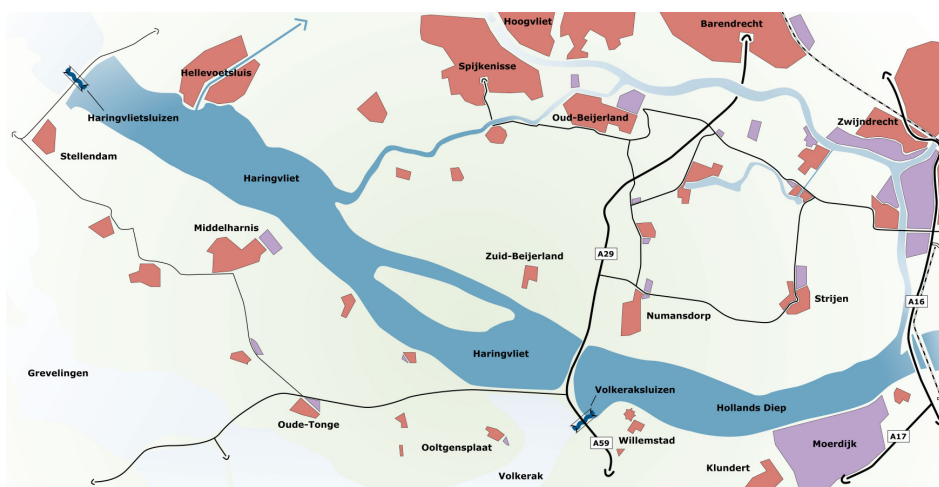 Hoogvliet
Barendrecht
Spijkenisse
Hellevoetsluis
Haringvlietsluizen
Oud-Beijerland
Zwijndrecht
Stellendam
Haringvliet
Middelharnis
Zuid-Beijerland
A29
Strijen
A16
Numansdorp
Haringvliet
Grevelingen
Volkeraksluizen
Hollands Diep
Oude-Tonge
Ooltgensplaat
A59
Willemstad
Moerdijk
A17
Klundert
Volkerak